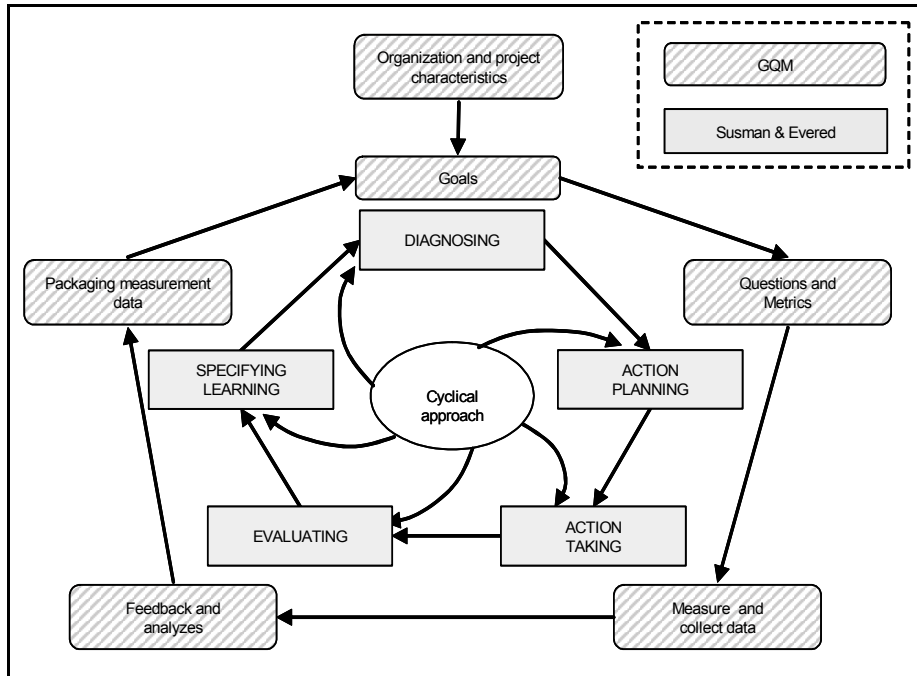 Organization and project
characteristics
GQM
Susman & Evered
Goals
DIAGNOSING
Packaging measurement
data
Questions and
Metrics
SPECIFYING
LEARNING
Cyclical
approach
ACTION
PLANNING
EVALUATING
ACTION
TAKING
Feedback and
analyzes
Measure and
collect data